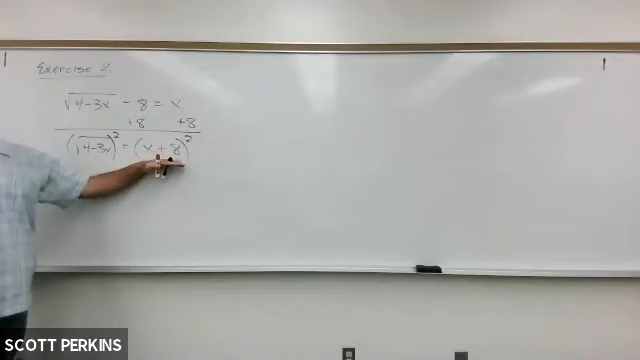 Exercise 2
√(4-3x) - 8 = x
+8 +8
(√(4-3x))² = (x + 8)²
SCOTT PERKINS